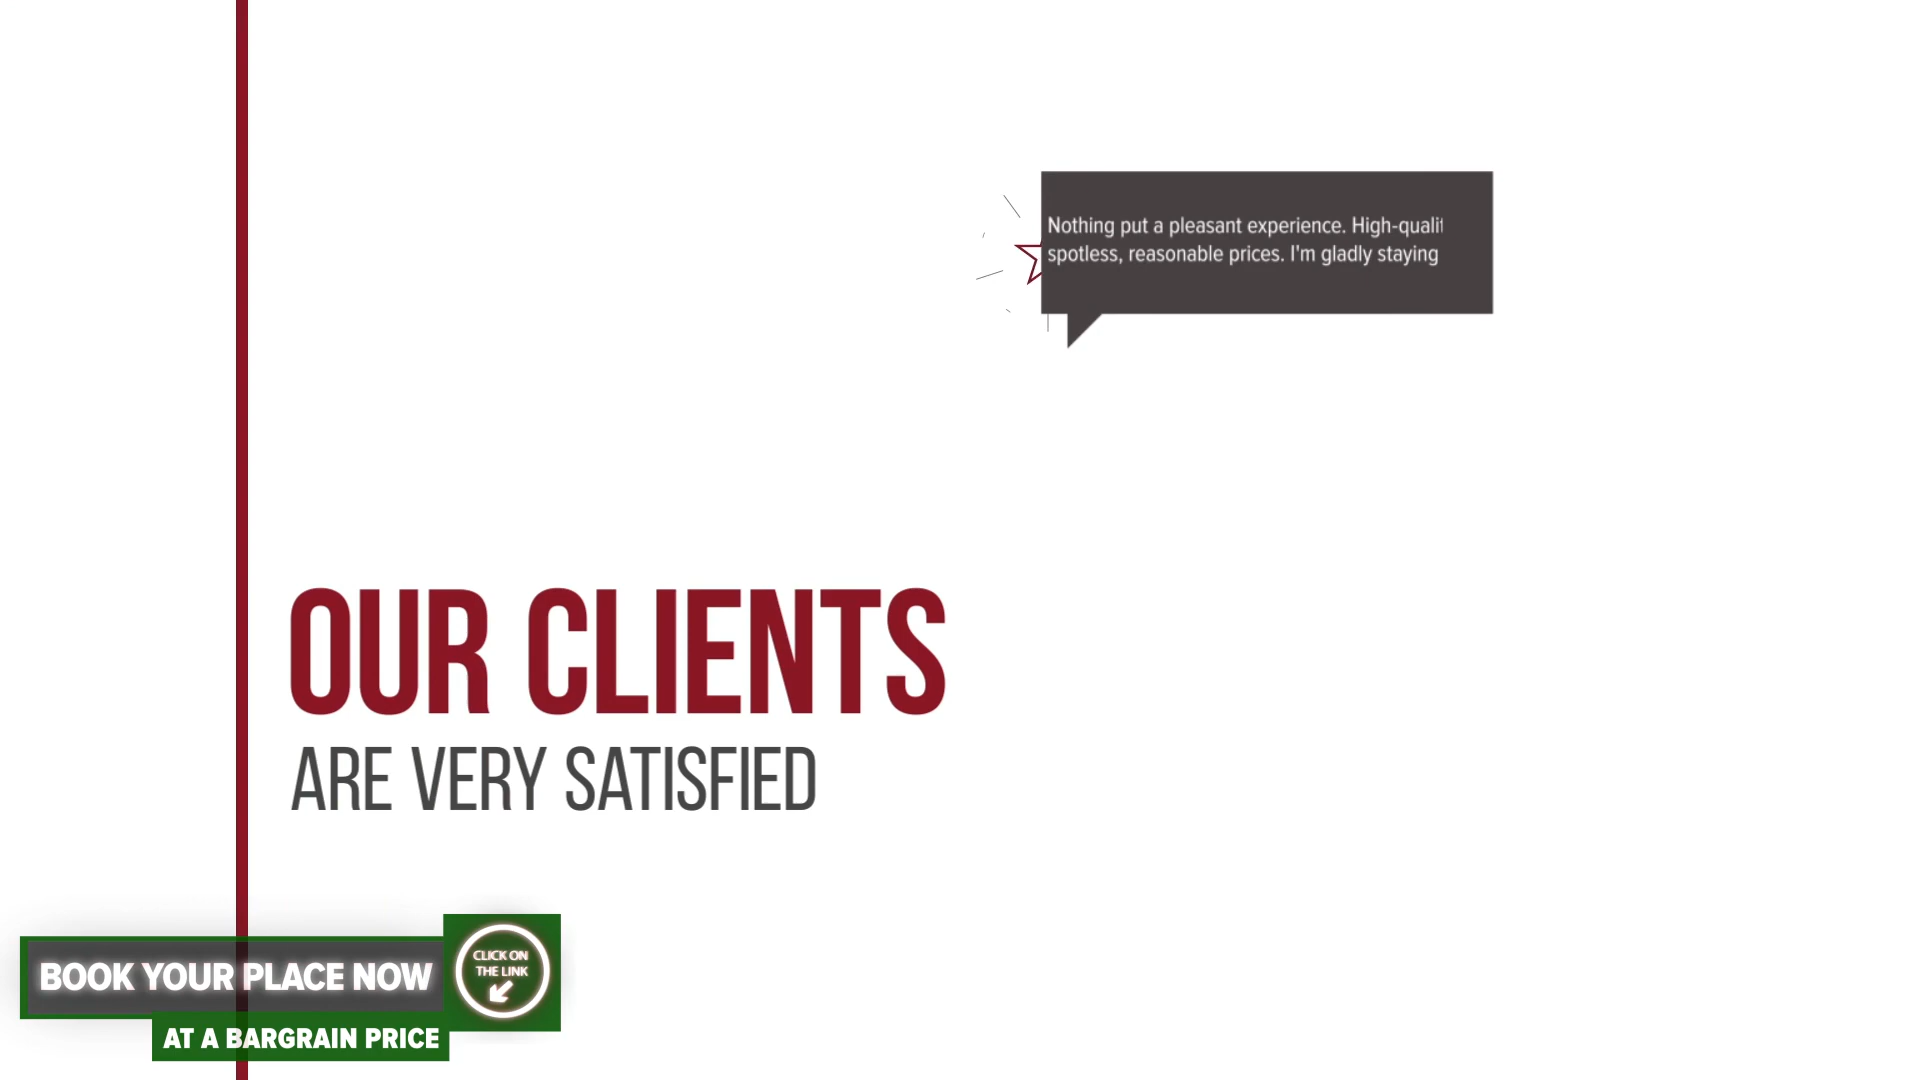 Nothing put a pleasant experience. High-qualit
spotless, reasonable prices. I'm gladly staying
OUR CLIENTS
ARE VERY SATISFIED
BOOK YOUR PLACE NOW
CLICK ON
THE LINK
AT A BARGRAIN PRICE